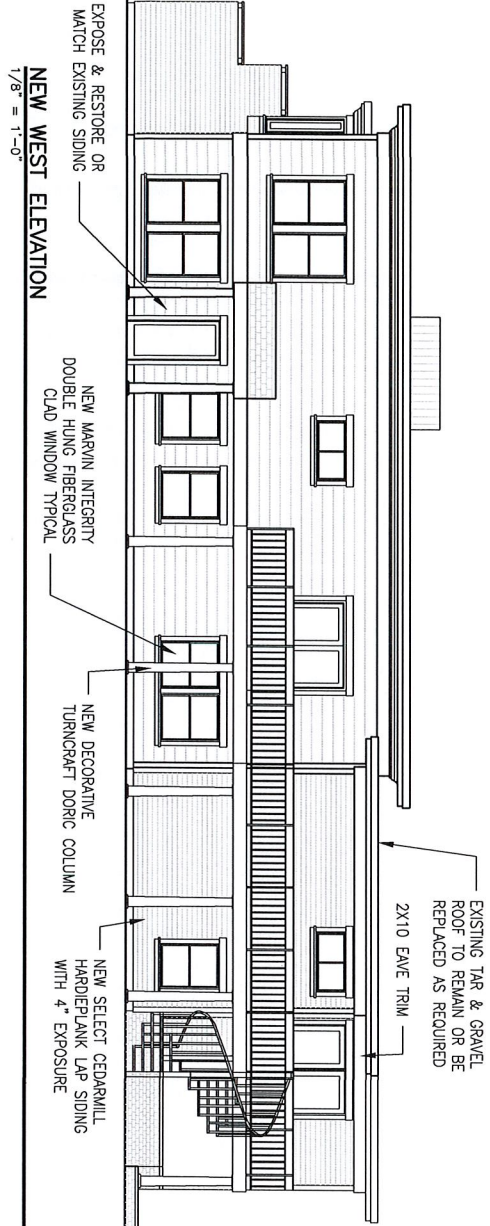 EXISTING TAR & GRAVEL
ROOF TO REMAIN OR BE
REPLACED AS REQUIRED
2X10 EAVE TRIM
EXPOSE & RESTORE OR
MATCH EXISTING SIDING
NEW MARVIN INTEGRITY
DOUBLE HUNG FIBERGLASS
CLAD WINDOW TYPICAL
NEW DECORATIVE
TURNCRAFT DORIC COLUMN
NEW SELECT CEDARMILL
HARDIEPLANK LAP SIDING
WITH 4" EXPOSURE
NEW WEST ELEVATION
1/8" = 1'-0"